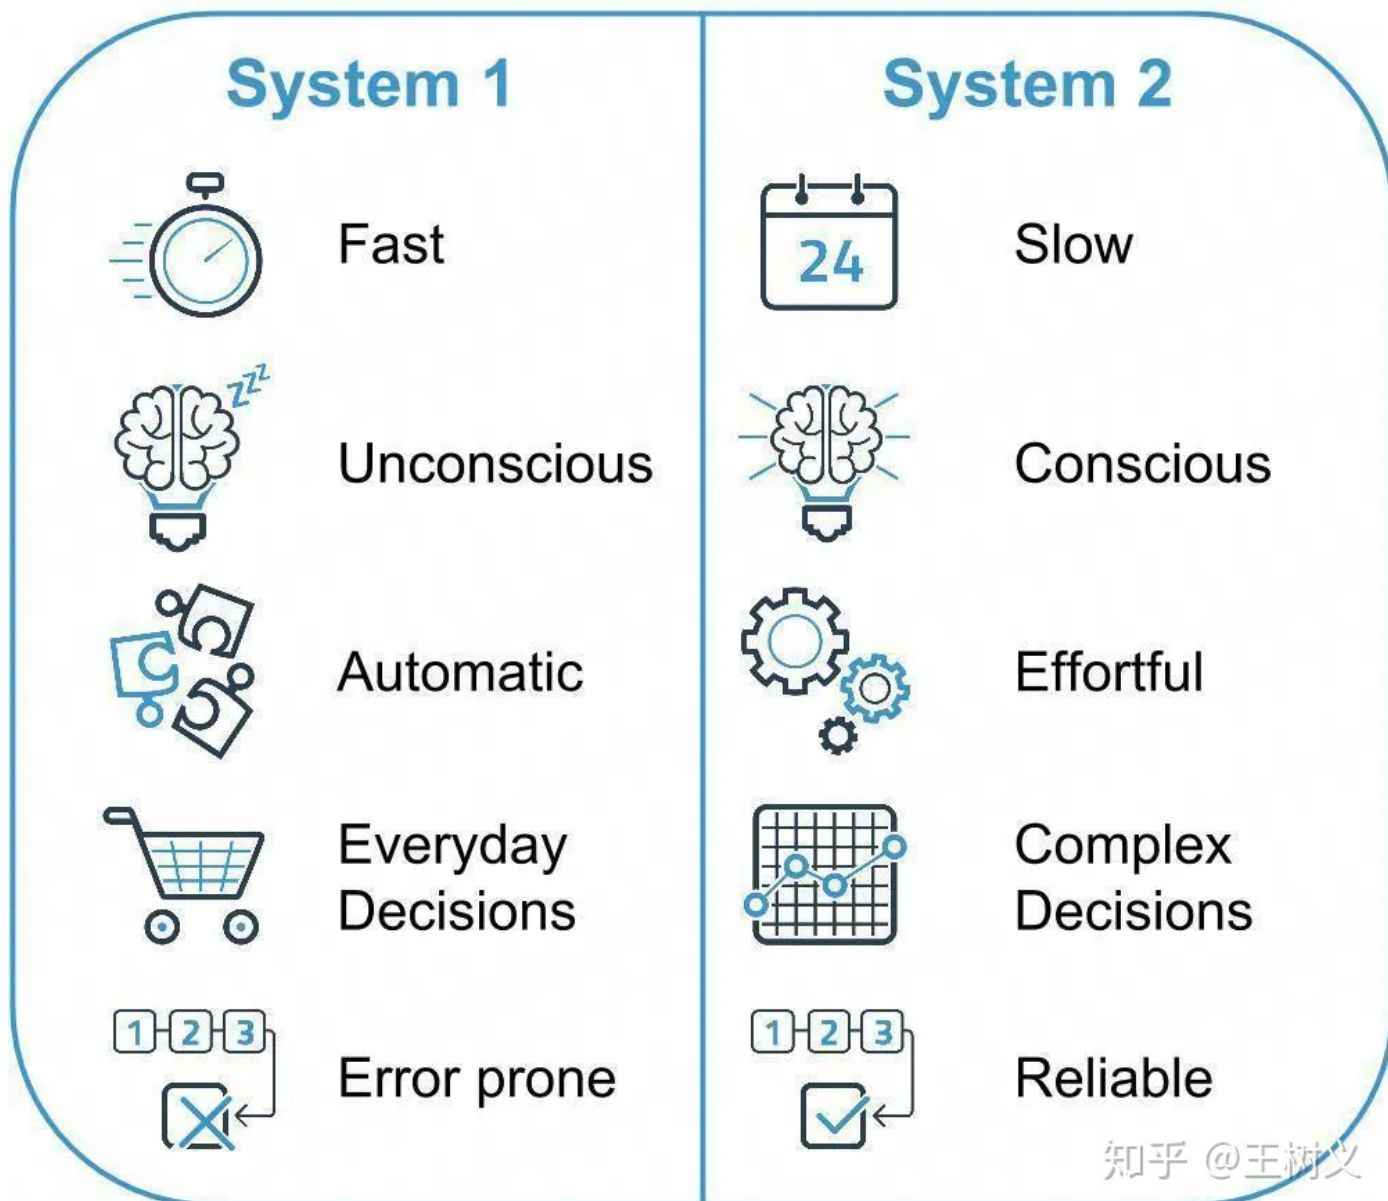 System 1
System 2
Fast
24
Slow
zzz
Unconscious
Conscious
Automatic
Effortful
Everyday
Decisions
Complex
Decisions
1 2 3
Error prone
1 2 3
Reliable
知乎 @王树义